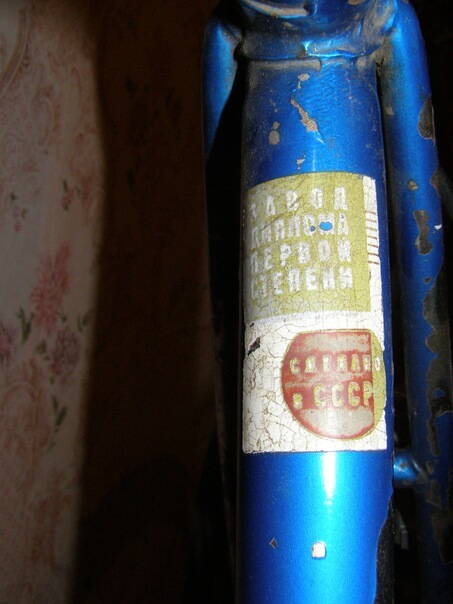 ЗАВОД
ДИПЛОМА
ПЕРВОЙ
СТЕПЕНИ
СДЕЛАНО
в СССР